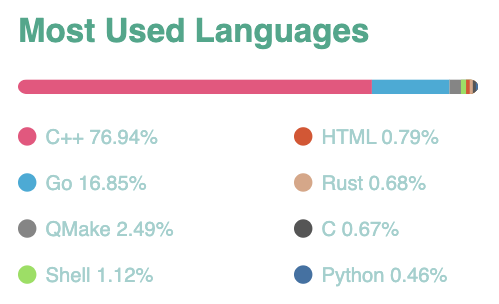 Most Used Languages
C++ 76.94%
Go 16.85%
QMake 2.49%
Shell 1.12%
HTML 0.79%
Rust 0.68%
C 0.67%
Python 0.46%